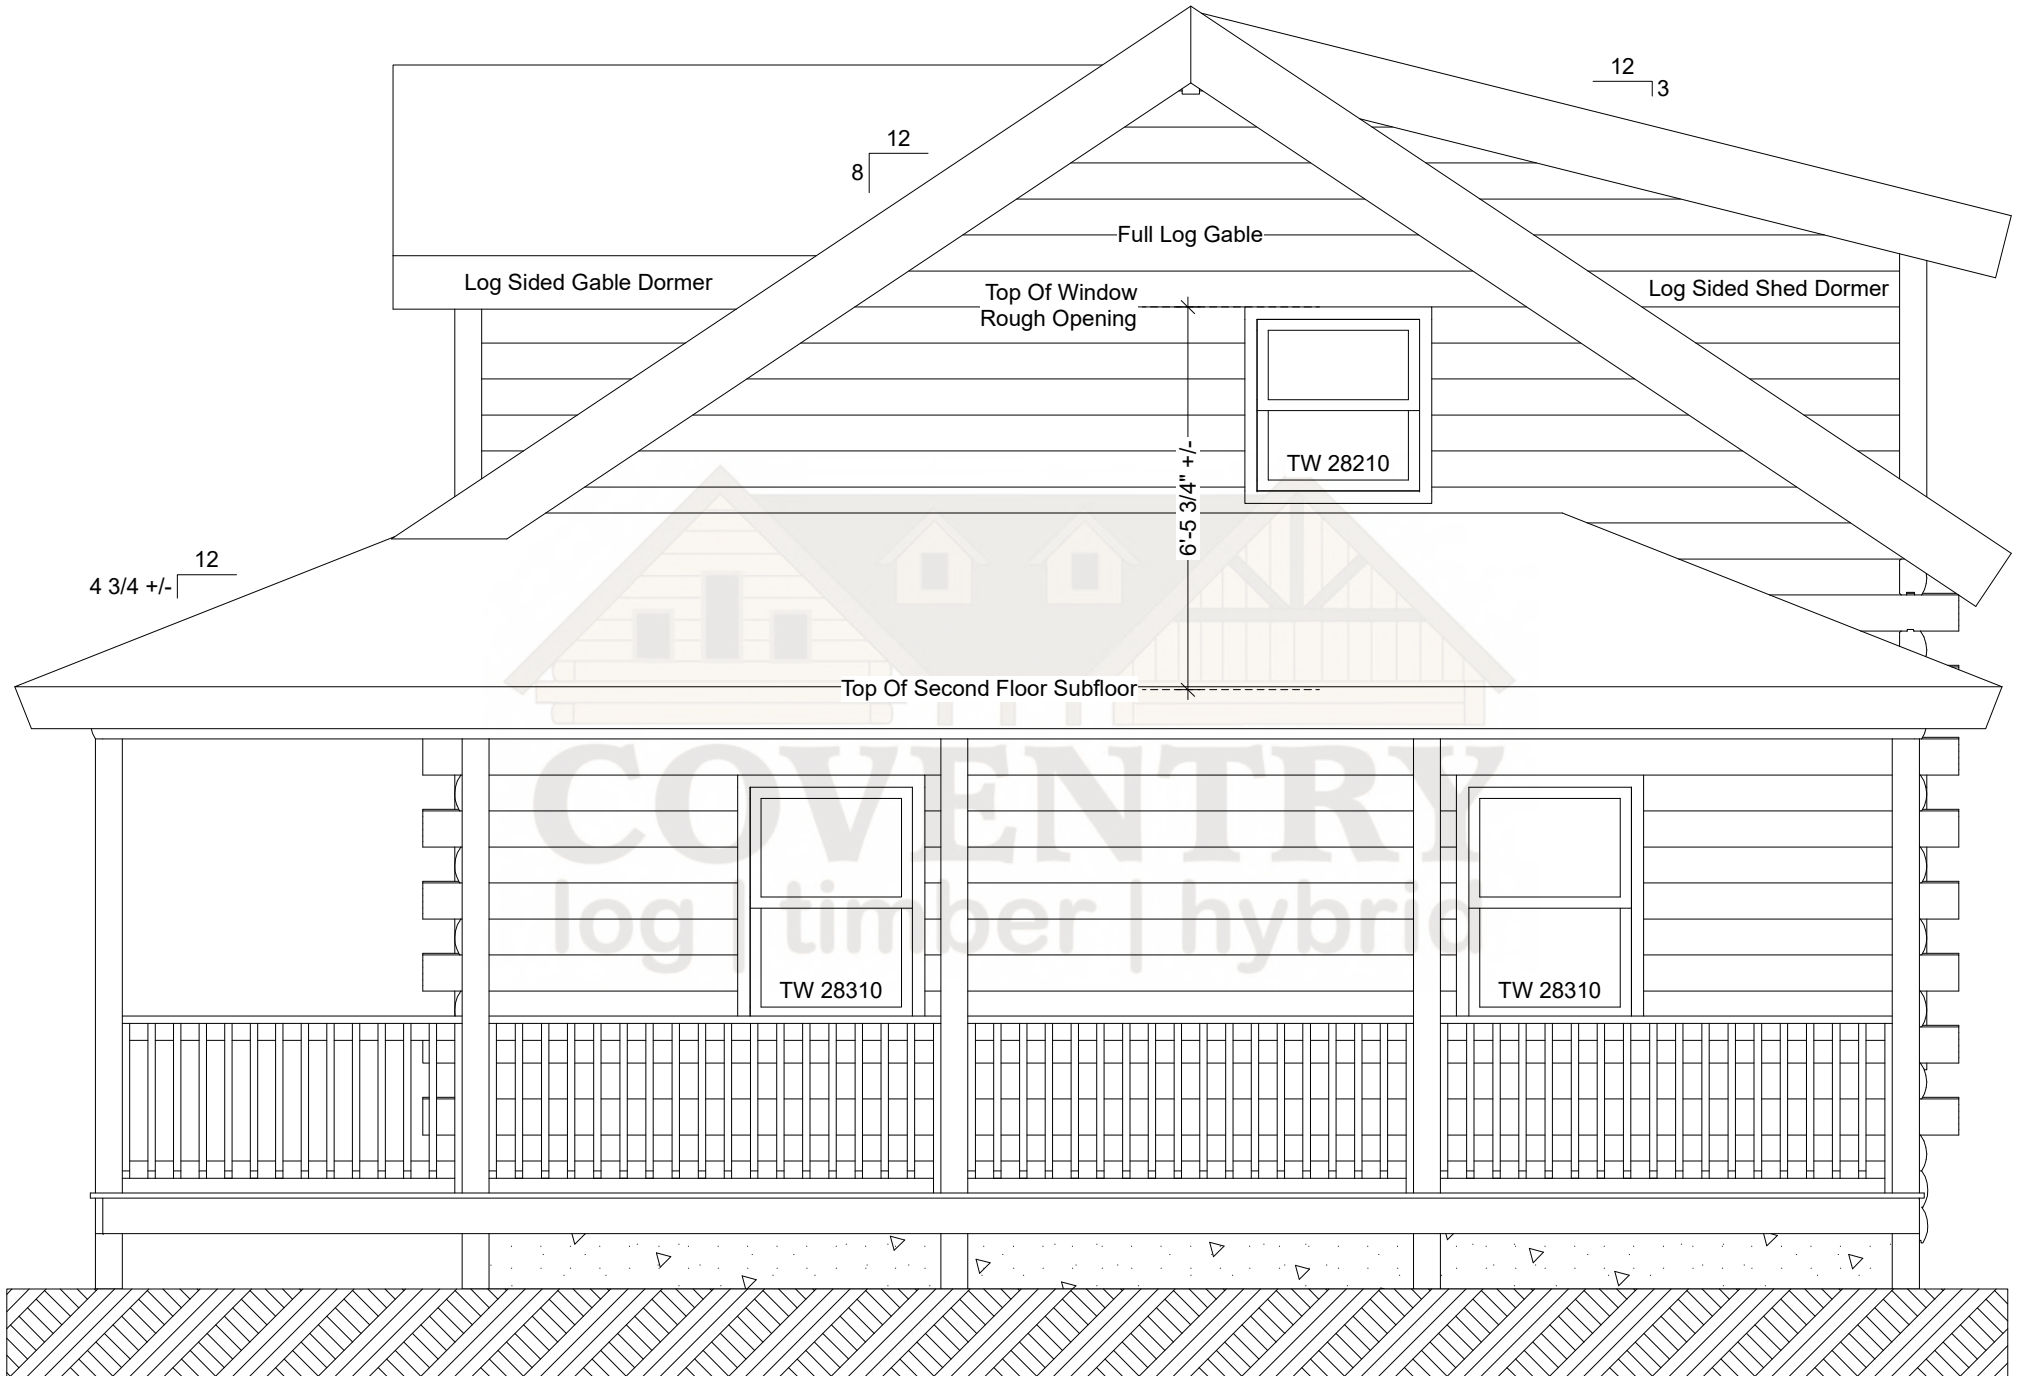 12
3
12
8
Full Log Gable
Log Sided Gable Dormer
Top Of Window
Rough Opening
Log Sided Shed Dormer
TW 28210
6'-5 3/4" +/-
12
4 3/4 +/-
Top Of Second Floor Subfloor
COVENTRY
log | timber | hybrid
TW 28310
TW 28310